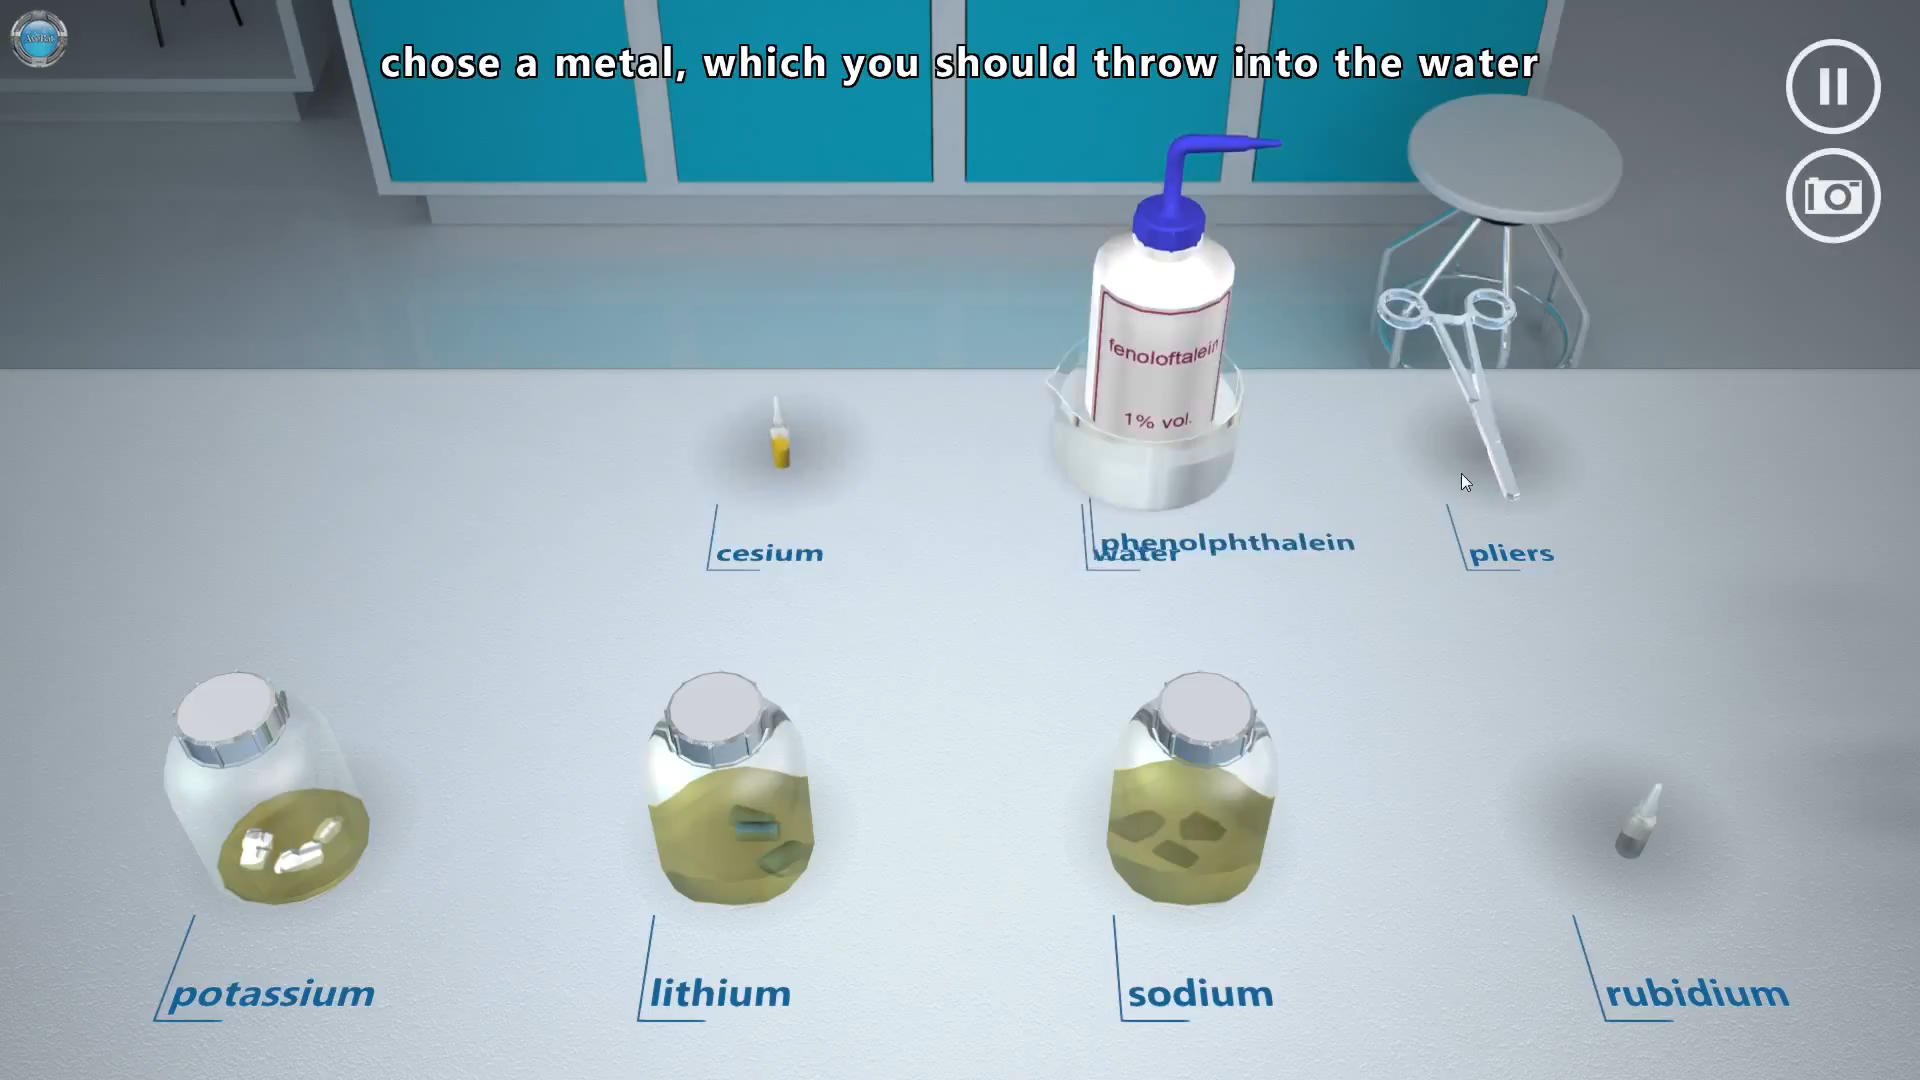 chose a metal, which you should throw into the water
fenoloftalein
1% vol.
cesium
phenolphthalein
water
pliers
potassium
lithium
sodium
rubidium